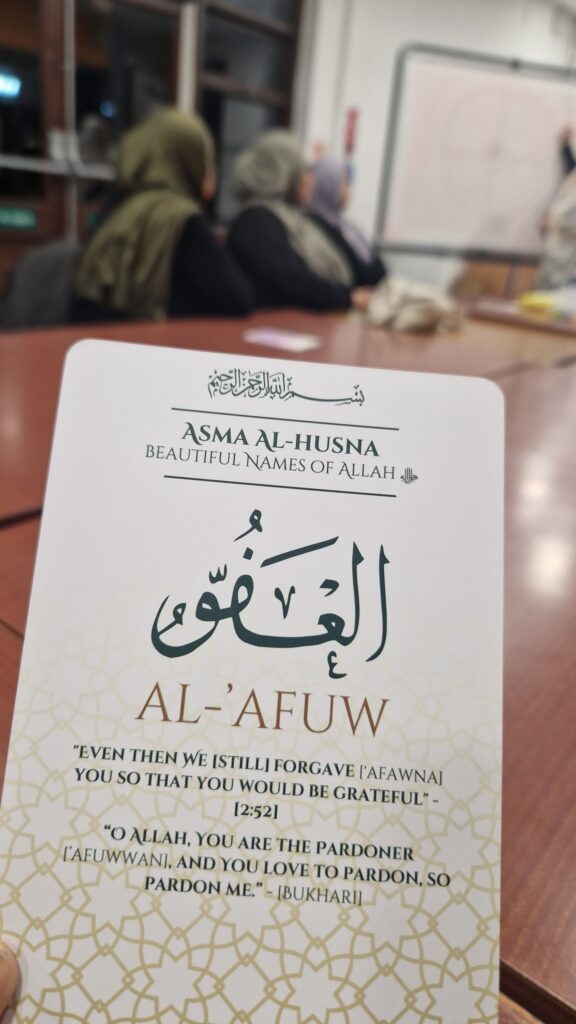 بسم الله الرحمن الرحيم
ASMA AL-HUSNA
BEAUTIFUL NAMES OF ALLAH ﷻ
العَفُوّ
AL-'AFUW
"EVEN THEN WE [STILL] FORGAVE ['AFAWNA]
YOU SO THAT YOU WOULD BE GRATEFUL" -
[2:52]
"O ALLAH, YOU ARE THE PARDONER
['AFUWWAN], AND YOU LOVE TO PARDON, SO
PARDON ME." - [BUKHARI]